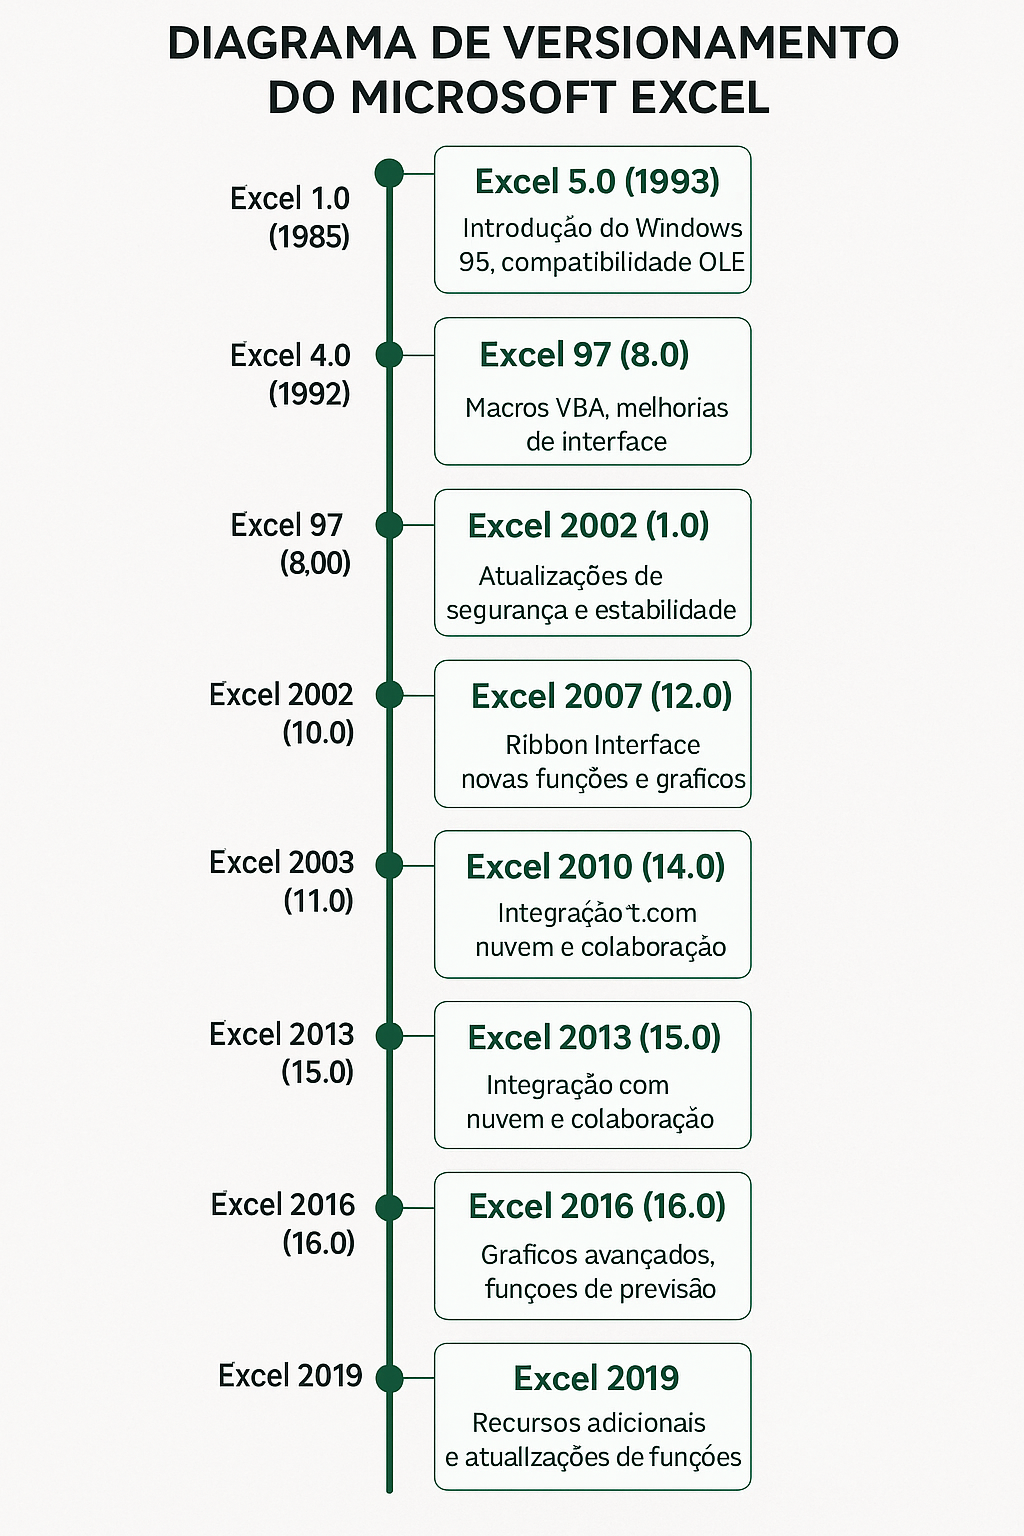 DIAGRAMA DE VERSIONAMENTO
DO MICROSOFT EXCEL
Excel 1.0
(1985)
Excel 5.0 (1993)
Introdução do Windows
95, compatibilidade OLE
Excel 4.0
(1992)
Excel 97 (8.0)
Macros VBA, melhorias
de interface
Excel 97
(8,00)
Excel 2002 (1.0)
Atualizações de
segurança e estabilidade
Excel 2002
(10.0)
Excel 2007 (12.0)
Ribbon Interface
novas funções e graficos
Excel 2003
(11.0)
Excel 2010 (14.0)
Integração t.com
nuvem e colaboração
Excel 2013
(15.0)
Excel 2013 (15.0)
Integração com
nuvem e colaboração
Excel 2016
(16.0)
Excel 2016 (16.0)
Graficos avançados,
funçoes de previsão
Excel 2019
Excel 2019
Recursos adicionais
e atuallzações de funções